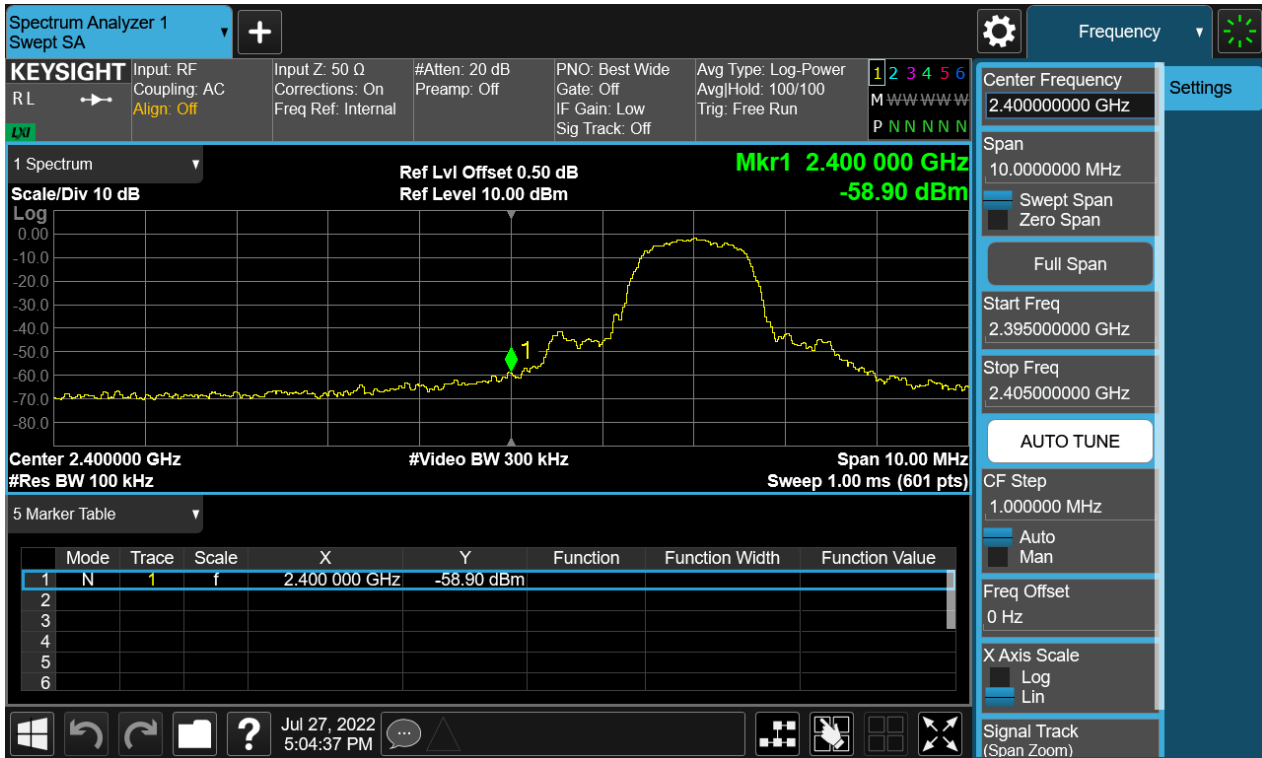 Spectrum Analyzer 1
Swept SA
Frequency
KEYSIGHT
R L
LXI
Input: RF
Coupling: AC
Align: Off
Input Z: 50 Ω
Corrections: On
Freq Ref: Internal
#Atten: 20 dB
Preamp: Off
PNO: Best Wide
Gate: Off
IF Gain: Low
Sig Track: Off
Avg Type: Log-Power
Avg|Hold: 100/100
Trig: Free Run
1 2 3 4 5 6
M W W W W W
P N N N N N
1 Spectrum
Scale/Div 10 dB
Ref Lvl Offset 0.50 dB
Ref Level 10.00 dBm
Mkr1 2.400 000 GHz
-58.90 dBm
Log
0.00
-10.0
-20.0
-30.0
-40.0
-50.0
-60.0
-70.0
-80.0
1
Center 2.400000 GHz
#Video BW 300 kHz
Span 10.00 MHz
#Res BW 100 kHz
Sweep 1.00 ms (601 pts)
5 Marker Table
Mode Trace Scale X Y Function Function Width Function Value
1 N 1 f 2.400 000 GHz -58.90 dBm
2
3
4
5
6
Jul 27, 2022
5:04:37 PM
Center Frequency
2.400000000 GHz
Settings
Span
10.0000000 MHz
Swept Span
Zero Span
Full Span
Start Freq
2.395000000 GHz
Stop Freq
2.405000000 GHz
AUTO TUNE
CF Step
1.000000 MHz
Auto
Man
Freq Offset
0 Hz
X Axis Scale
Log
Lin
Signal Track
(Span Zoom)